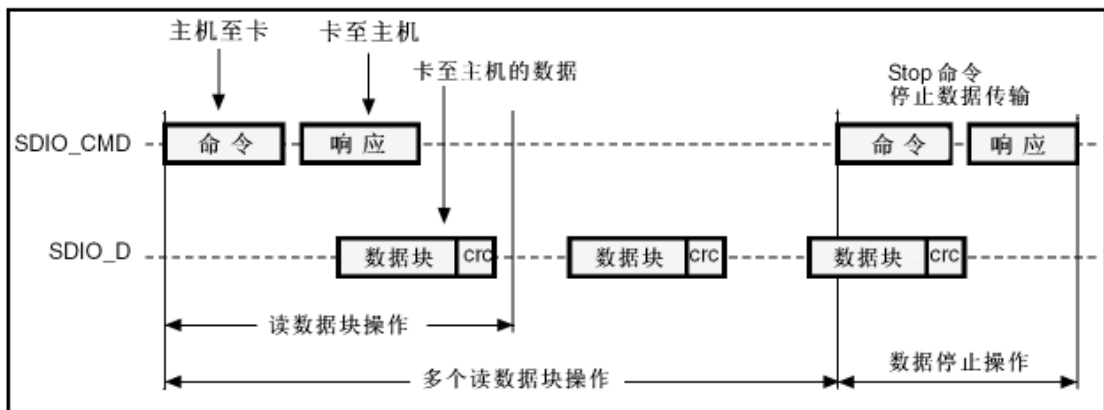 主机至卡
卡至主机
卡至主机的数据
Stop 命令
停止数据传输
SDIO_CMD
命令
响应
命令
响应
SDIO_D
数据块
crc
数据块
crc
数据块
crc
读数据块操作
多个读数据块操作
数据停止操作